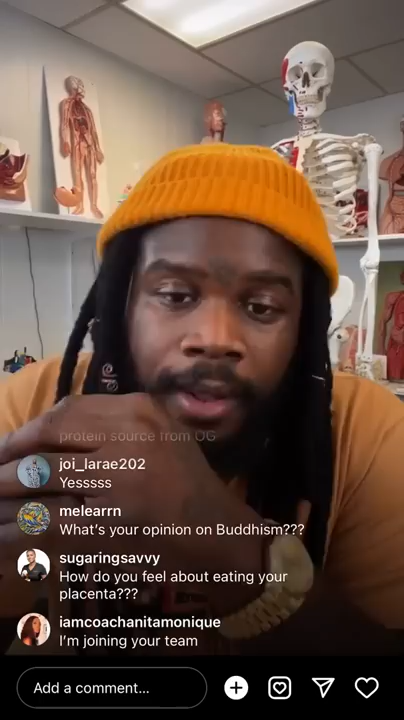 protein source from OG
joi_larae202
Yesssss
melearrn
What's your opinion on Buddhism???
sugaringsavvy
How do you feel about eating your
placenta???
iamcoachanitamonique
I'm joining your team
Add a comment...